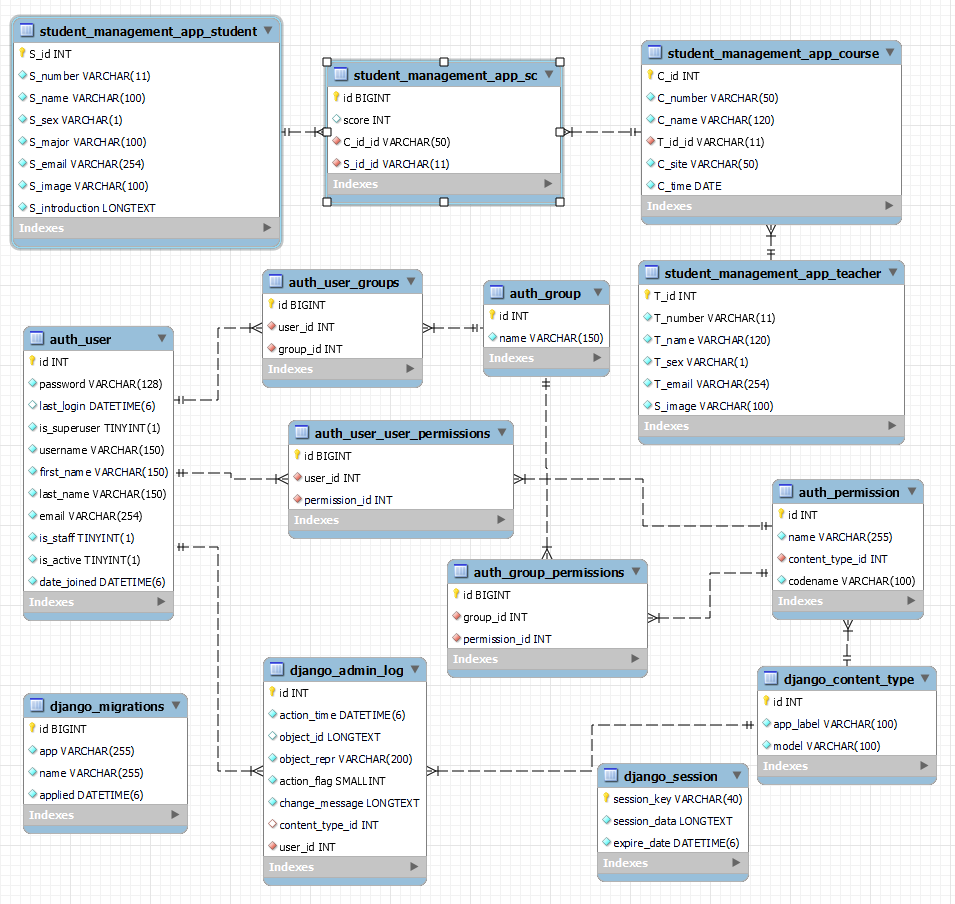 student_management_app_student
S_id INT
S_number VARCHAR(11)
S_name VARCHAR(100)
S_sex VARCHAR(1)
S_major VARCHAR(100)
S_email VARCHAR(254)
S_image VARCHAR(100)
S_introduction LONGTEXT
Indexes
student_management_app_sc
id BIGINT
score INT
C_id_id VARCHAR(50)
S_id_id VARCHAR(11)
Indexes
student_management_app_course
C_id INT
C_number VARCHAR(50)
C_name VARCHAR(120)
T_id_id VARCHAR(11)
C_site VARCHAR(50)
C_time DATE
Indexes
student_management_app_teacher
T_id INT
T_number VARCHAR(11)
T_name VARCHAR(120)
T_sex VARCHAR(1)
T_email VARCHAR(254)
S_image VARCHAR(100)
Indexes
auth_user_groups
id BIGINT
user_id INT
group_id INT
Indexes
auth_group
id INT
name VARCHAR(150)
Indexes
auth_user
id INT
password VARCHAR(128)
last_login DATETIME(6)
is_superuser TINYINT(1)
username VARCHAR(150)
first_name VARCHAR(150)
last_name VARCHAR(150)
email VARCHAR(254)
is_staff TINYINT(1)
is_active TINYINT(1)
date_joined DATETIME(6)
Indexes
auth_user_user_permissions
id BIGINT
user_id INT
permission_id INT
Indexes
auth_permission
id INT
name VARCHAR(255)
content_type_id INT
codename VARCHAR(100)
Indexes
auth_group_permissions
id BIGINT
group_id INT
permission_id INT
Indexes
django_admin_log
id INT
action_time DATETIME(6)
object_id LONGTEXT
object_repr VARCHAR(200)
action_flag SMALLINT
change_message LONGTEXT
content_type_id INT
user_id INT
Indexes
django_content_type
id INT
app_label VARCHAR(100)
model VARCHAR(100)
Indexes
django_migrations
id BIGINT
app VARCHAR(255)
name VARCHAR(255)
applied DATETIME(6)
Indexes
django_session
session_key VARCHAR(40)
session_data LONGTEXT
expire_date DATETIME(6)
Indexes